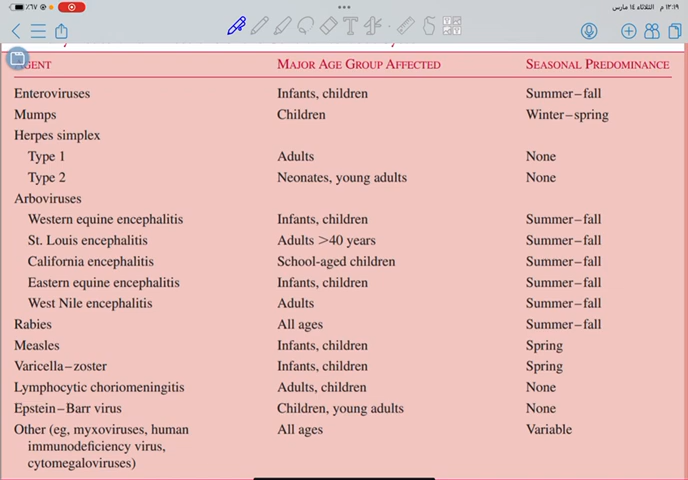 ٪٦٧ ١٢:١٩ م الثلاثاء ١٤ مارس
AGENT MAJOR AGE GROUP AFFECTED SEASONAL PREDOMINANCE
Enteroviruses Infants, children Summer–fall
Mumps Children Winter–spring
Herpes simplex
Type 1 Adults None
Type 2 Neonates, young adults None
Arboviruses
Western equine encephalitis Infants, children Summer–fall
St. Louis encephalitis Adults >40 years Summer–fall
California encephalitis School-aged children Summer–fall
Eastern equine encephalitis Infants, children Summer–fall
West Nile encephalitis Adults Summer–fall
Rabies All ages Summer–fall
Measles Infants, children Spring
Varicella–zoster Infants, children Spring
Lymphocytic choriomeningitis Adults, children None
Epstein–Barr virus Children, young adults None
Other (eg, myxoviruses, human All ages Variable
immunodeficiency virus,
cytomegaloviruses)